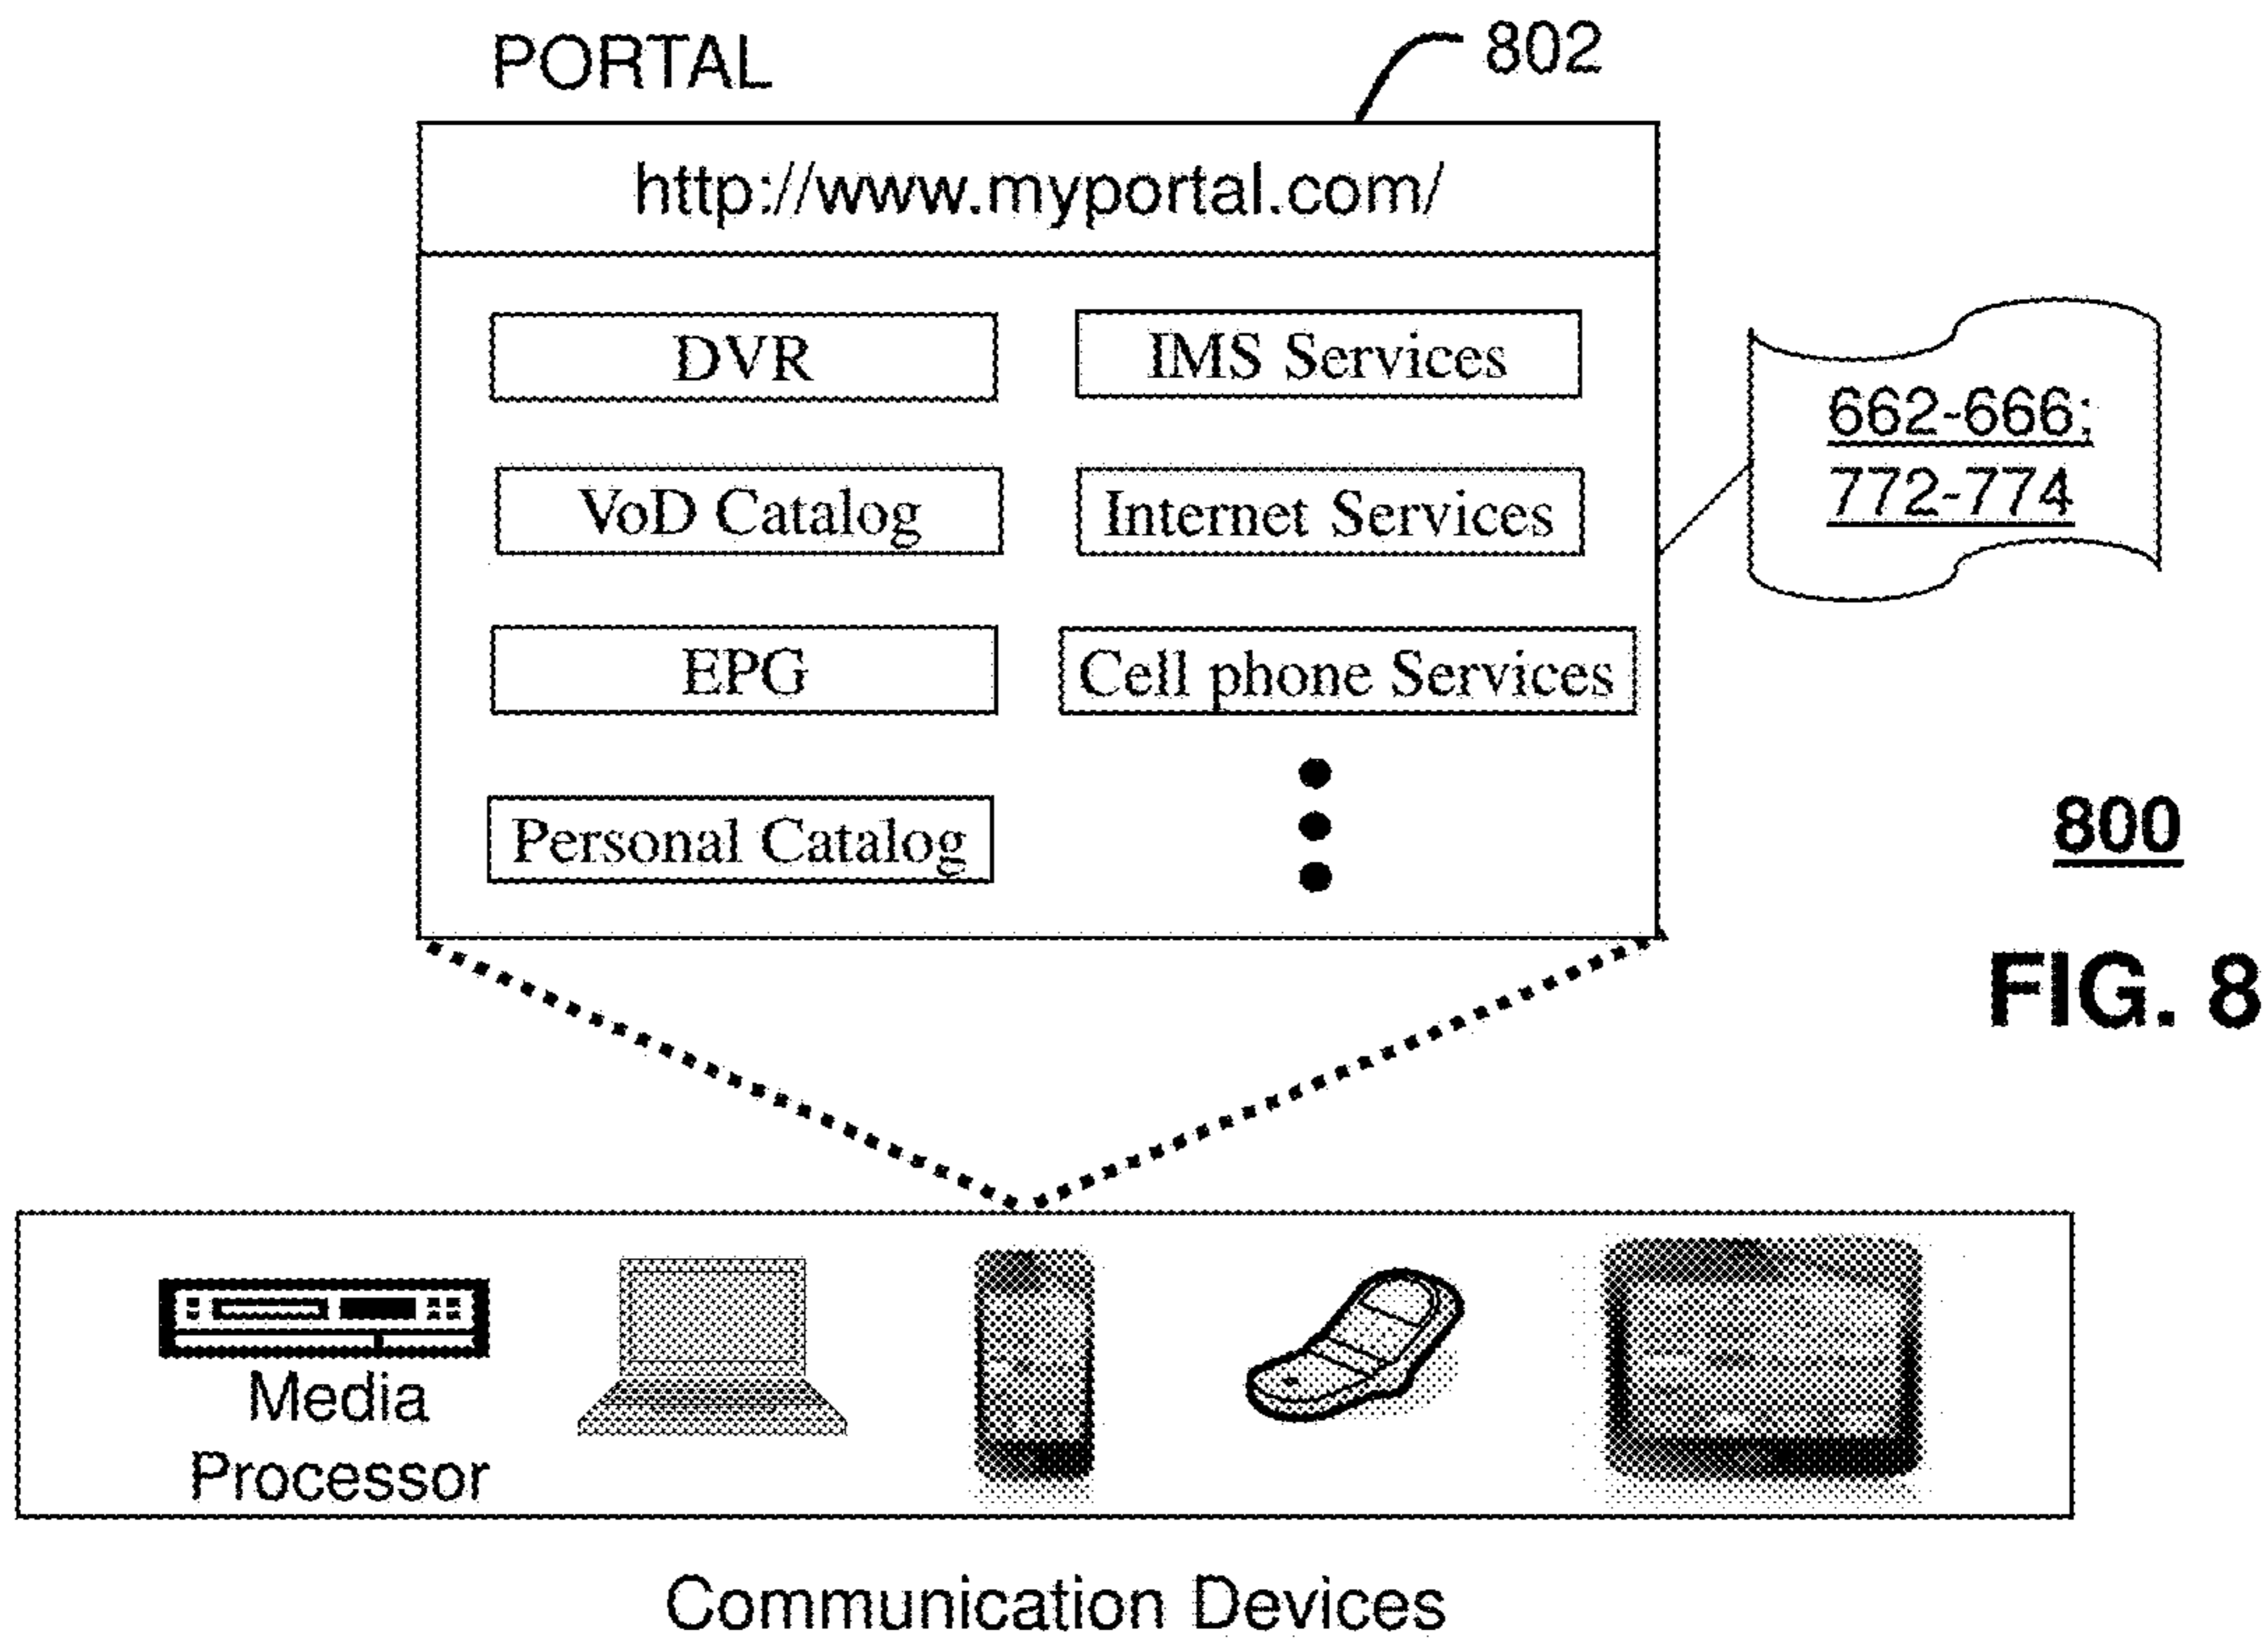 PORTAL
802
http://www.myportal.com/
DVR
IMS Services
VoD Catalog
Internet Services
EPG
Cell phone Services
Personal Catalog
662-666;
772-774
800
FIG. 8
Media
Processor
Communication Devices